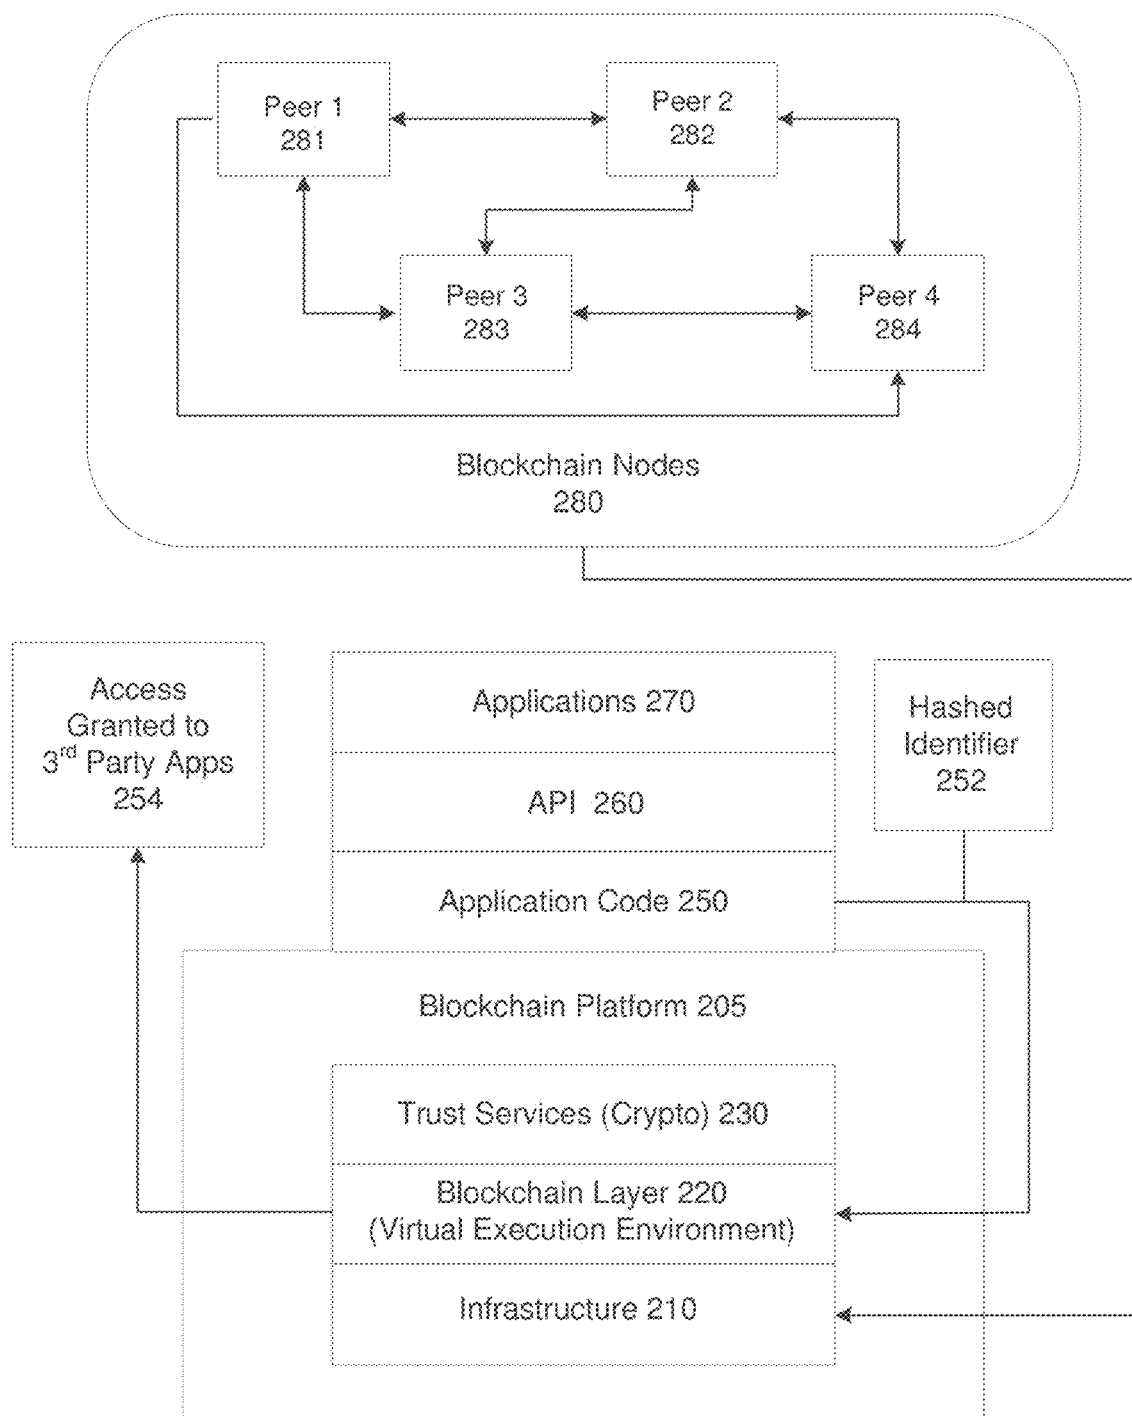 Peer 1
281
Peer 2
282
Peer 3
283
Peer 4
284
Blockchain Nodes
280
Access
Granted to
3rd Party Apps
254
Applications 270
API 260
Application Code 250
Hashed
Identifier
252
Blockchain Platform 205
Trust Services (Crypto) 230
Blockchain Layer 220
(Virtual Execution Environment)
Infrastructure 210